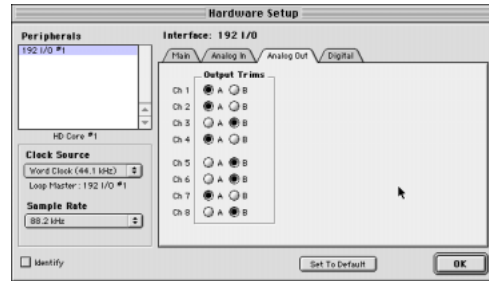 Hardware Setup
Peripherals
192 I/O #1
HD Core #1
Clock Source
Word Clock (44.1 kHz)
Loop Master : 192 I/O #1
Sample Rate
88.2 kHz
Identify
Interface: 192 I/O
Main Analog In Analog Out Digital
Output Trims
Ch 1 A B
Ch 2 A B
Ch 3 A B
Ch 4 A B
Ch 5 A B
Ch 6 A B
Ch 7 A B
Ch 8 A B
Set To Default
OK